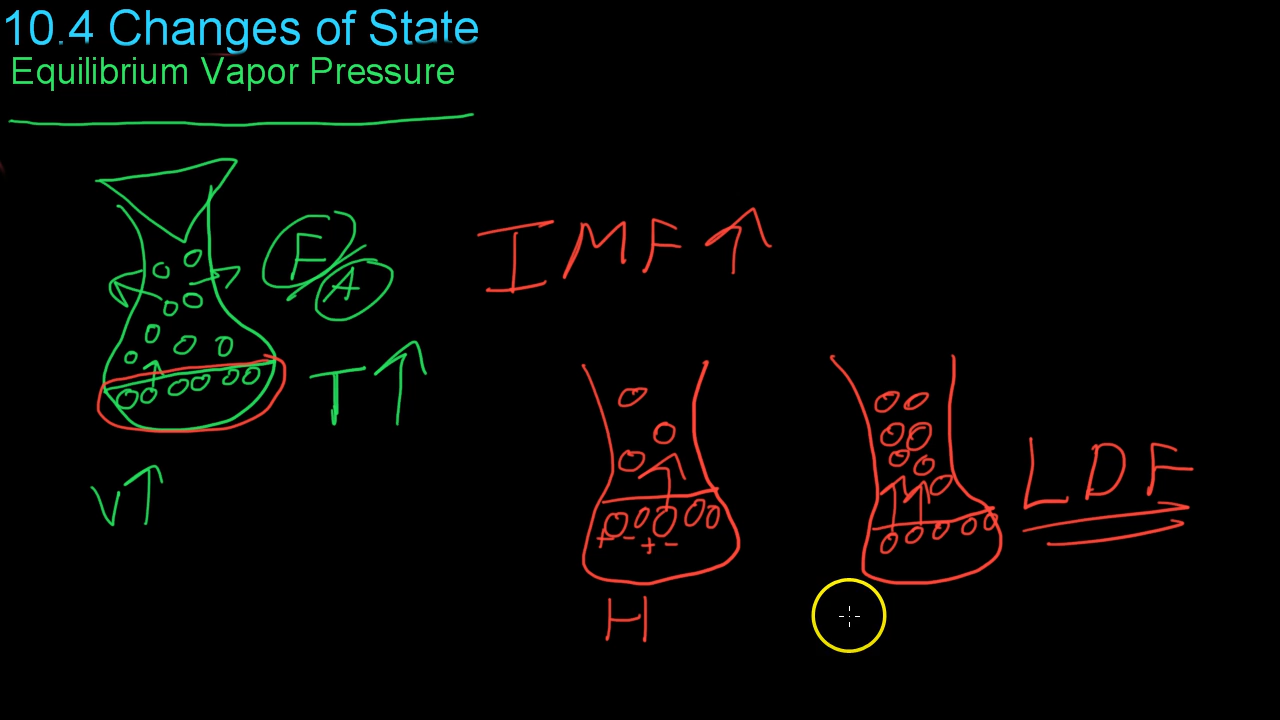 10.4 Changes of State
Equilibrium Vapor Pressure
F/A
IMF↑
T↑
V↑
LDF
+ - + -
H